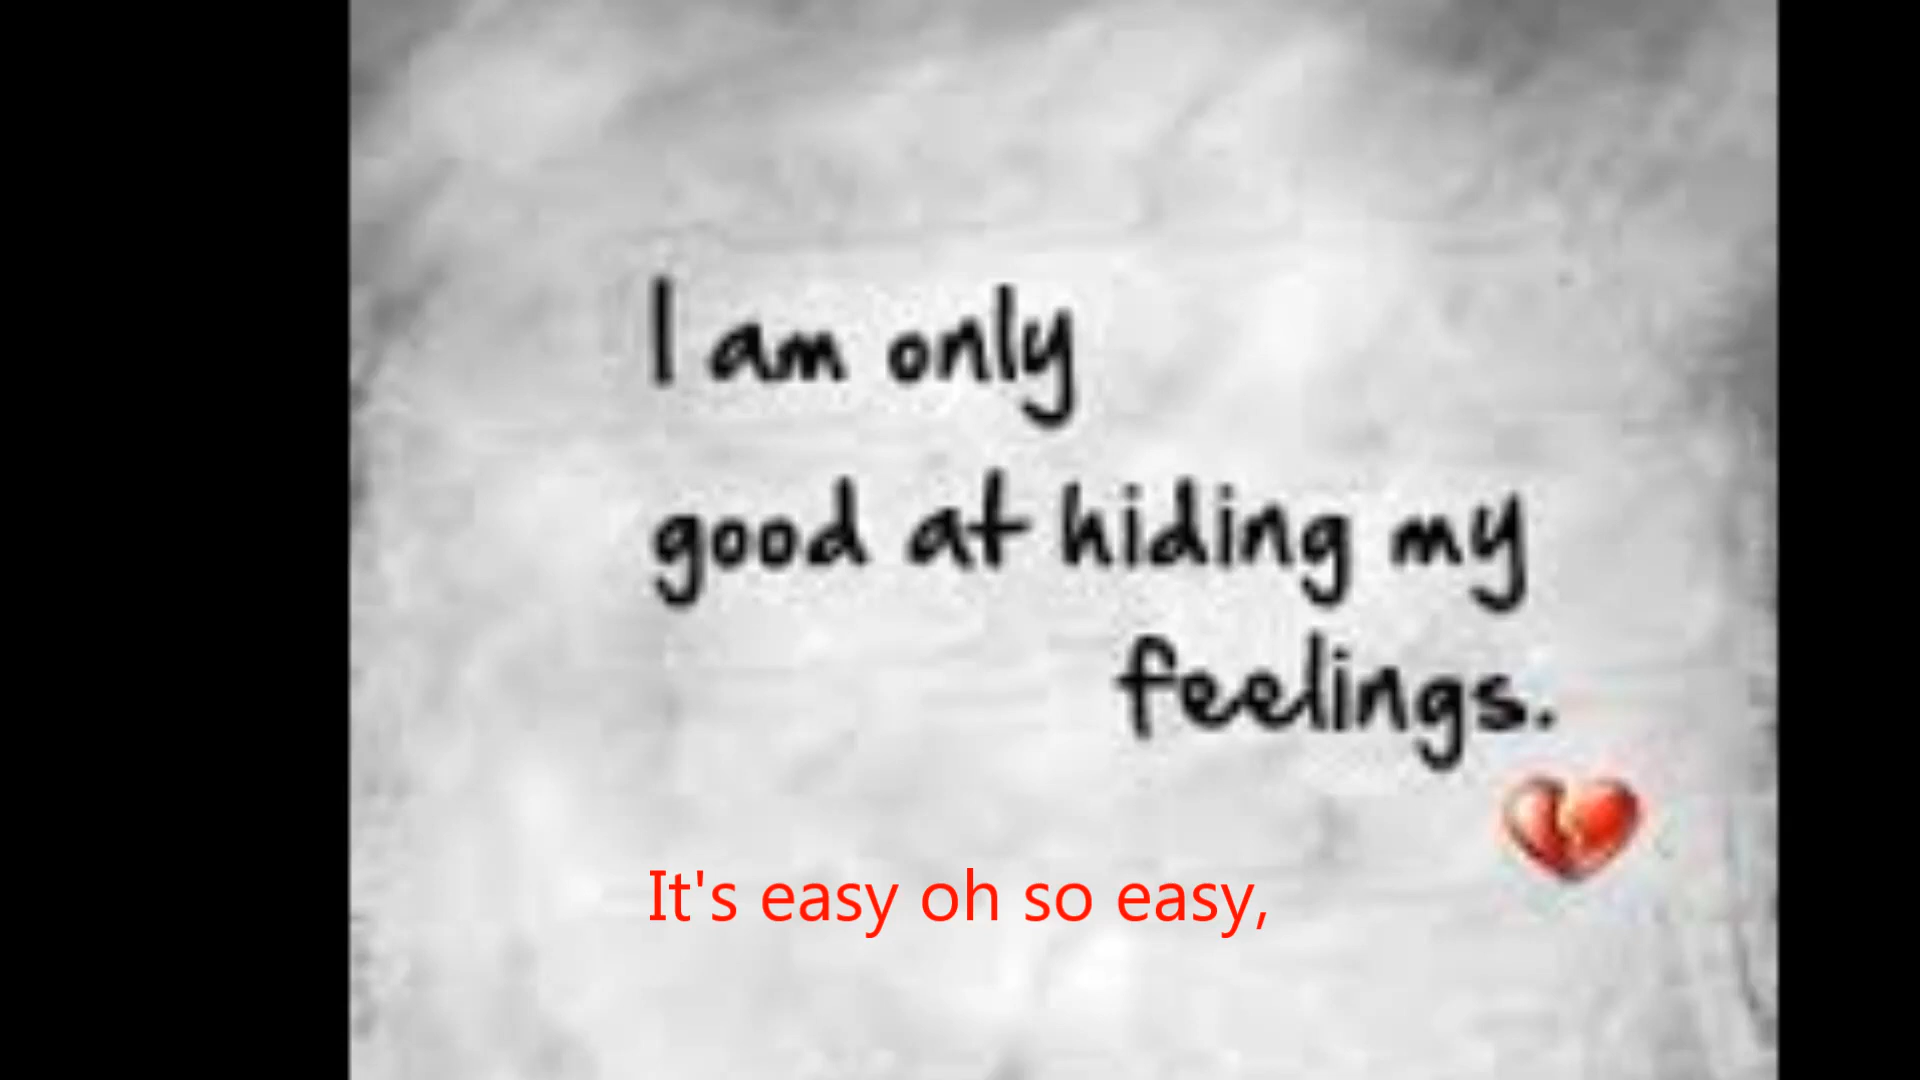 I am only
good at hiding my
feelings.
It's easy oh so easy,